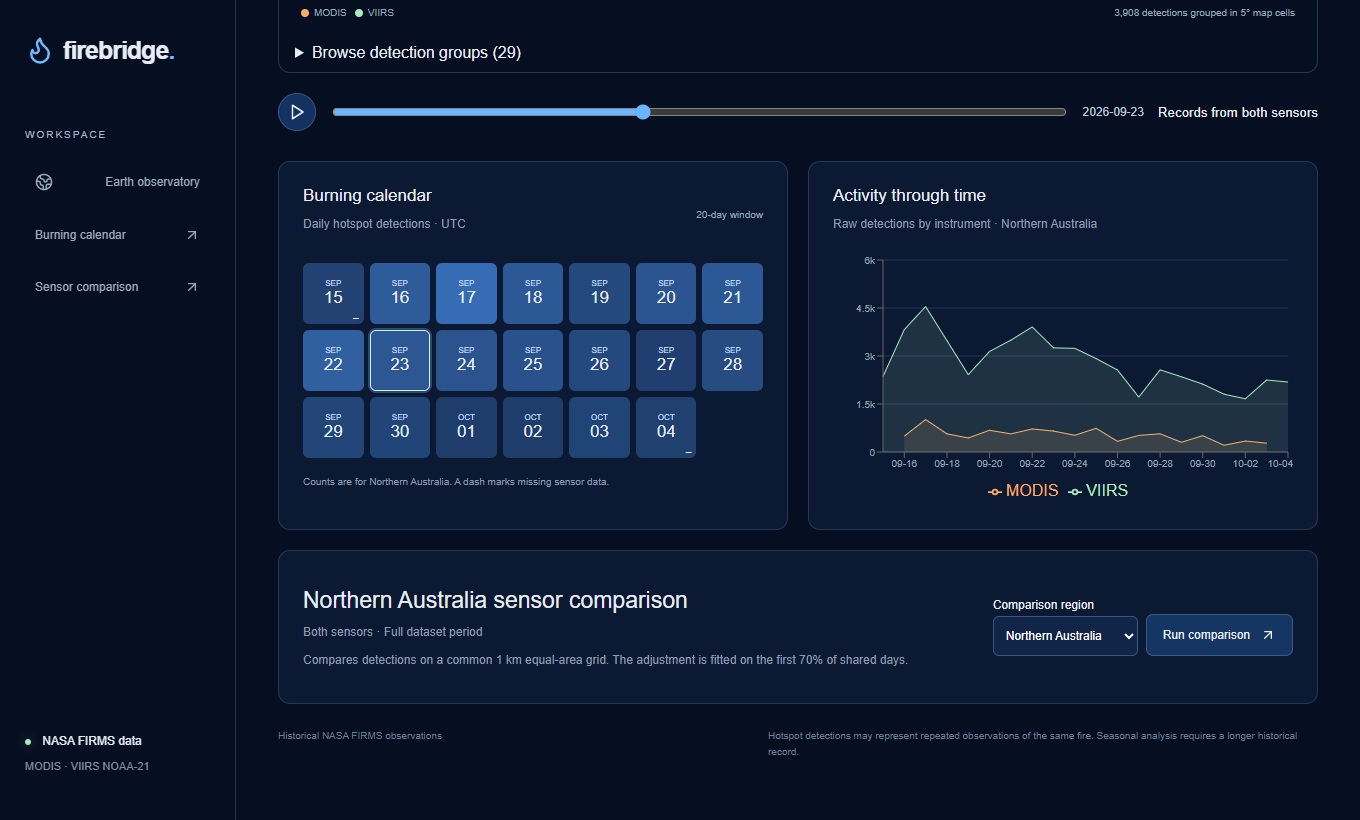 MODIS VIIRS
3,908 detections grouped in 5° map cells
Browse detection groups (29)
firebridge.
WORKSPACE
Earth observatory
Burning calendar
Sensor comparison
NASA FIRMS data
MODIS · VIIRS NOAA-21
2026-09-23 Records from both sensors
Burning calendar
Daily hotspot detections · UTC
20-day window
SEP SEP SEP SEP SEP SEP SEP
15 16 17 18 19 20 21
–
SEP SEP SEP SEP SEP SEP SEP
22 23 24 25 26 27 28
SEP SEP OCT OCT OCT OCT
29 30 01 02 03 04
–
Counts are for Northern Australia. A dash marks missing sensor data.
Activity through time
Raw detections by instrument · Northern Australia
6k
4.5k
3k
1.5k
0
09-16 09-18 09-20 09-22 09-24 09-26 09-28 09-30 10-02 10-04
MODIS VIIRS
Northern Australia sensor comparison
Both sensors · Full dataset period
Compares detections on a common 1 km equal-area grid. The adjustment is fitted on the first 70% of shared days.
Comparison region
Northern Australia
Run comparison
Historical NASA FIRMS observations
Hotspot detections may represent repeated observations of the same fire. Seasonal analysis requires a longer historical
record.